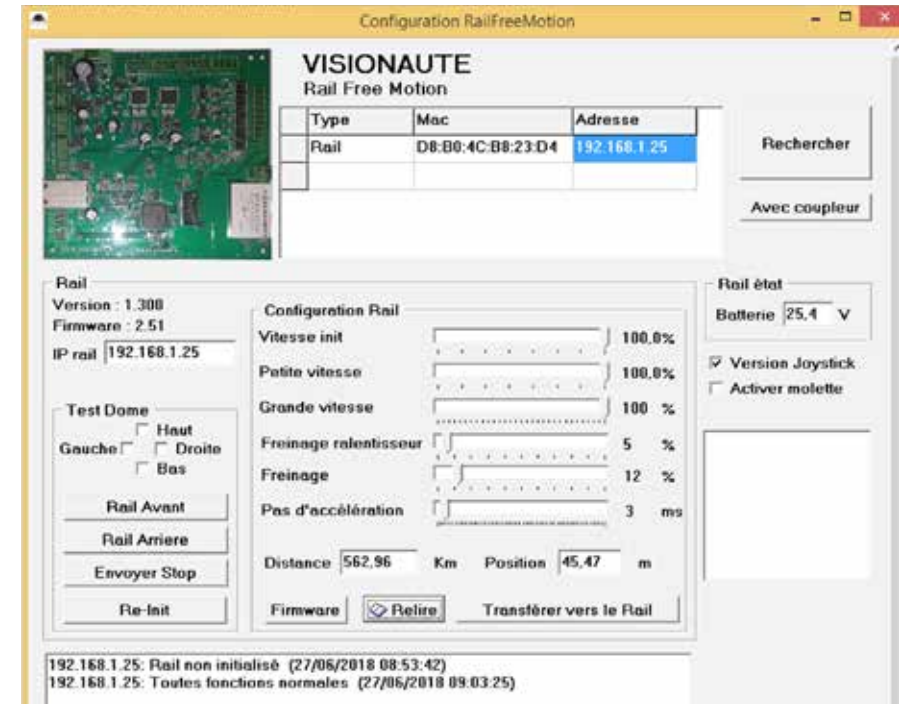 Configuration RailFreeMotion
VISIONAUTE
Rail Free Motion
Type Mac Adresse
Rail D8:B0:4C:B8:23:D4 192.168.1.25
Rechercher
Avec coupleur
Rail
Version : 1.300
Firmware : 2.51
IP rail 192.168.1.25
Test Dome
Haut
Gauche Droite
Bas
Rail Avant
Rail Arriere
Envoyer Stop
Re-Init
Configuration Rail
Vitesse init 100,0%
Petite vitesse 100,0%
Grande vitesse 100 %
Freinage ralentisseur 5 %
Freinage 12 %
Pas d'accélération 3 ms
Distance 562,96 Km Position 45,47 m
Firmware Relire Transférer vers le Rail
Rail état
Batterie 25,4 V
Version Joystick
Activer molette
192.168.1.25: Rail non initialisé (27/06/2018 08:53:42)
192.168.1.25: Toutes fonctions normales (27/06/2018 09:03:25)